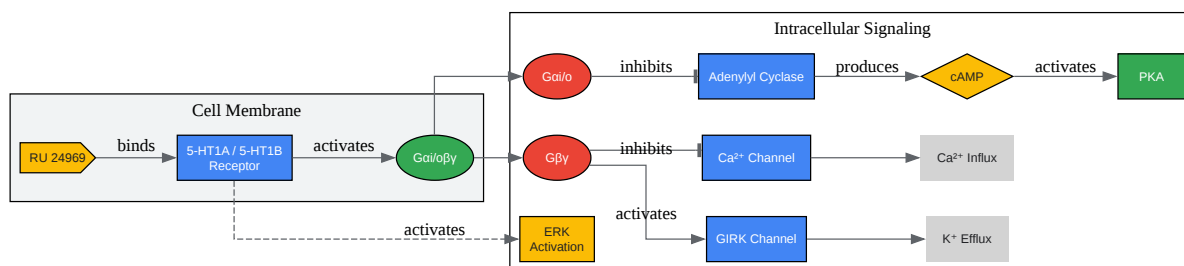 Intracellular Signaling
Gαi/o
inhibits
Adenylyl Cyclase
produces
cAMP
activates
PKA
Cell Membrane
RU 24969
binds
5-HT1A / 5-HT1B
Receptor
activates
Gαi/oβγ
Gβγ
inhibits
Ca²⁺ Channel
Ca²⁺ Influx
activates
GIRK Channel
K⁺ Efflux
activates
ERK
Activation